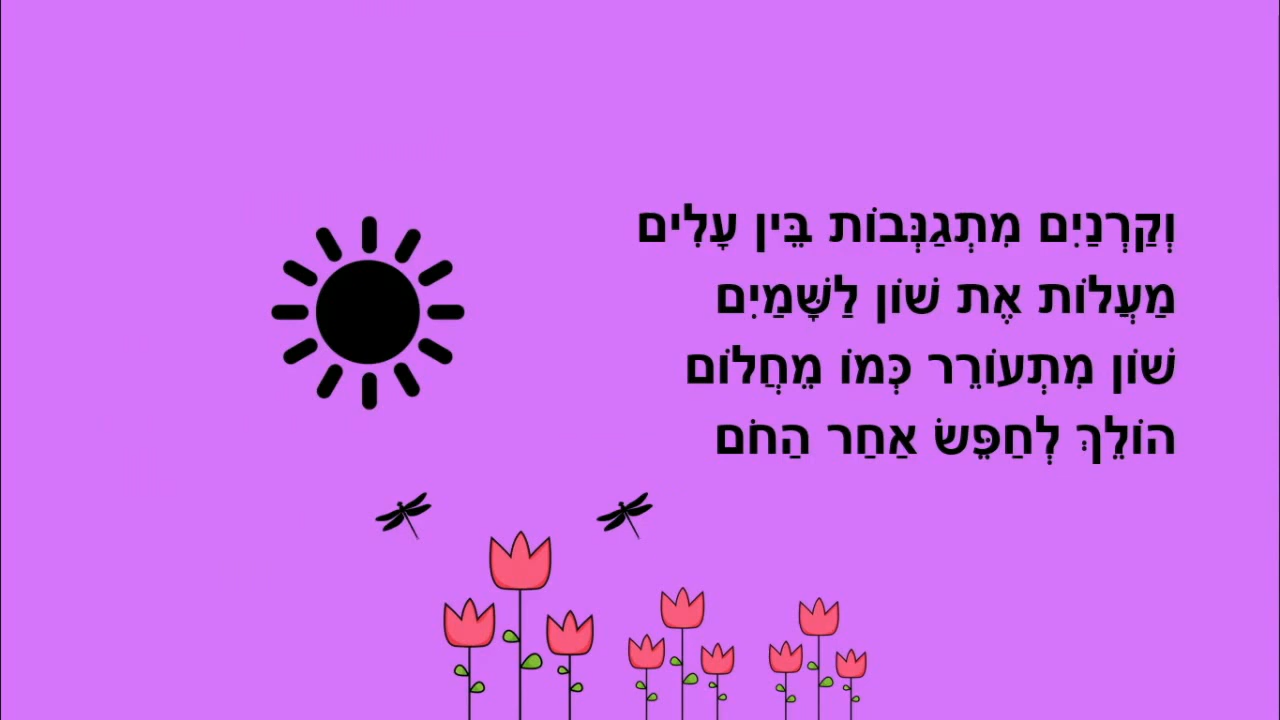 וְקַרְנַיִם מִתְגַּנְּבוֹת בֵּין עָלִים
מַעֲלוֹת אֶת שׁוֹן לַשָּׁמַיִם
שׁוֹן מִתְעוֹרֵר כְּמוֹ מֵחֲלוֹם
הוֹלֵךְ לְחַפֵּשׂ אַחַר הַחֹם